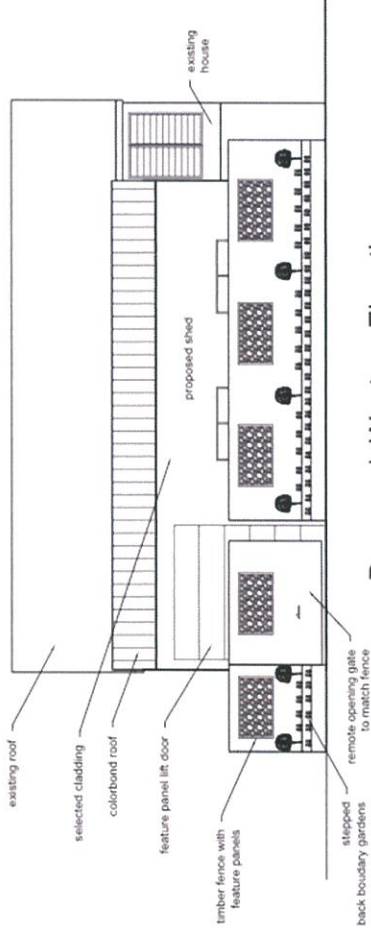 existing roof
selected cladding
colorbond roof
feature panel lift door
timber fence with
feature panels
stepped
back boudary gardens
remote opening gate
to match fence
proposed shed
existing
house